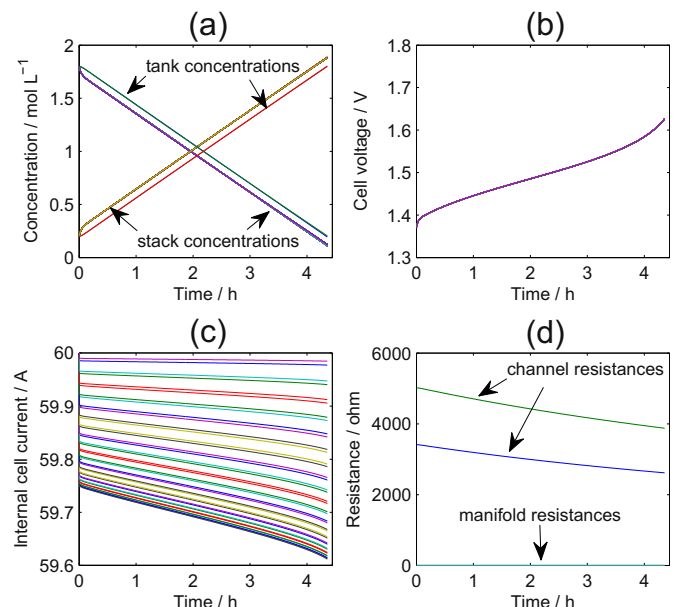 (a)
Concentration / mol L⁻¹
2
1.5
1
0.5
0
tank concentrations
stack concentrations
0 1 2 3 4
Time / h
(b)
Cell voltage / V
1.8
1.7
1.6
1.5
1.4
1.3
0 1 2 3 4
Time / h
(c)
Internal cell current / A
60
59.9
59.8
59.7
59.6
0 1 2 3 4
Time / h
(d)
Resistance / ohm
6000
4000
2000
0
channel resistances
manifold resistances
0 1 2 3 4
Time / h